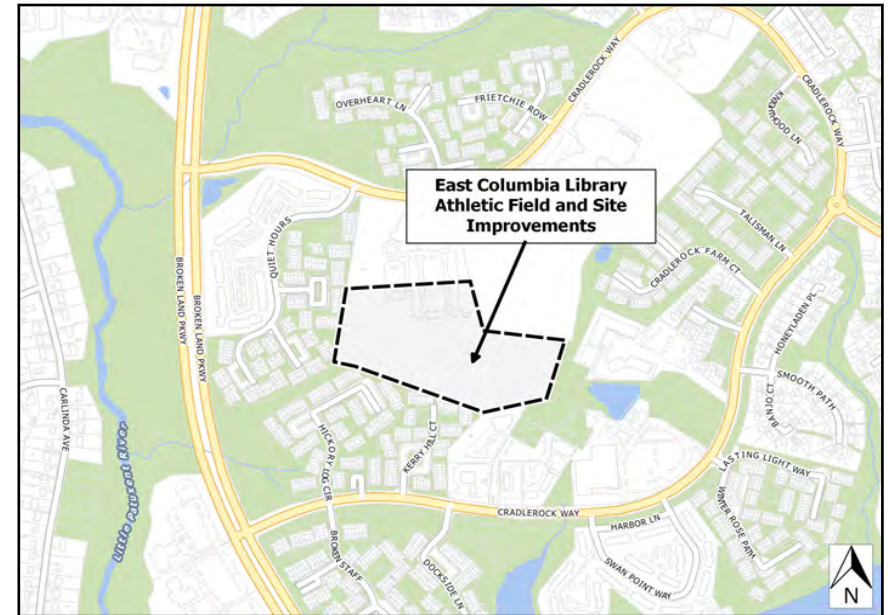 CRADLEROCK WAY
OVERHEART LN
FRIETCHIE ROW
CRADLEROCK WAY
East Columbia Library
Athletic Field and Site
Improvements
QUIET HOURS
TALISMAN LN
CRADLEROCK FARM CT
BROKEN LAND PKWY
BROKEN LAND PKWY
HONEYLADEN PL
SMOOTH PATH
BANJO CT
CARLINDA AVE
Little Patuxent River
HICKORY LOG CIR
KERRY HILL CT
LASTING LIGHT WAY
WINTER ROSE PATH
CRADLEROCK WAY
HARBOR LN
SWAN POINT WAY
BROKEN STAFF
DOCKSIDE LN
N